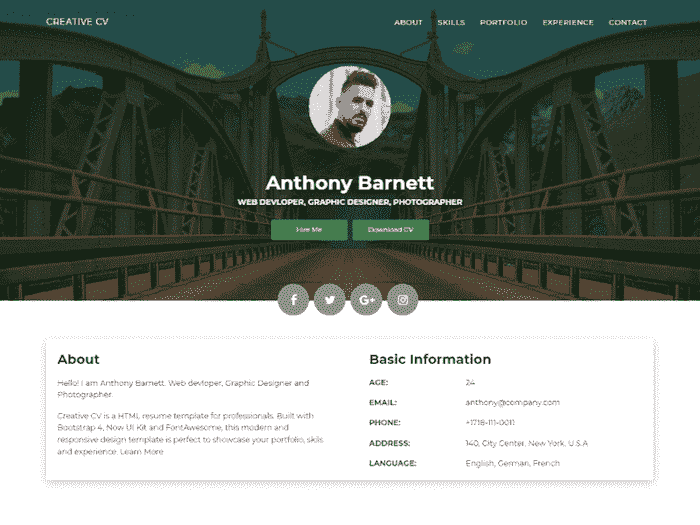 CREATIVE CV
ABOUT SKILLS PORTFOLIO EXPERIENCE CONTACT
Anthony Barnett
WEB DEVLOPER, GRAPHIC DESIGNER, PHOTOGRAPHER
Hire Me
Download CV
About
Hello! I am Anthony Barnett. Web devloper, Graphic Designer and
Photographer.
Creative CV is a HTML resume template for professionals. Built with
Bootstrap 4, Now UI Kit and FontAwesome, this modern and
responsive design template is perfect to showcase your portfolio, skils
and experience. Learn More
Basic Information
AGE: 24
EMAIL: anthony@company.com
PHONE: +1718-111-0011
ADDRESS: 140, City Center, New York, U.S.A
LANGUAGE: English, German, French